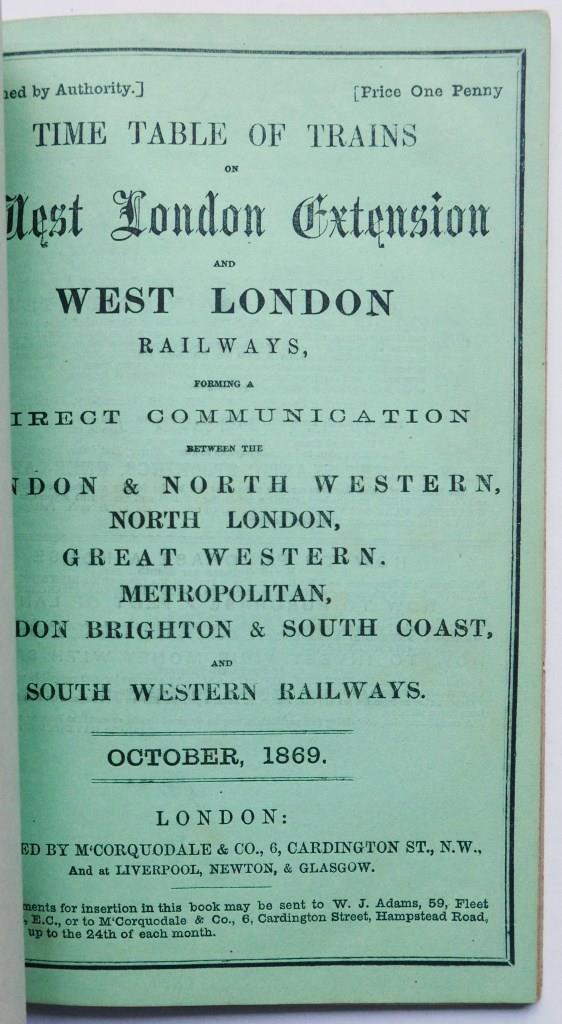 ned by Authority.] [Price One Penny
TIME TABLE OF TRAINS
ON
West London Extension
AND
WEST LONDON
RAILWAYS,
FORMING A
IRECT COMMUNICATION
BETWEEN THE
NDON & NORTH WESTERN,
NORTH LONDON,
GREAT WESTERN.
METROPOLITAN,
DON BRIGHTON & SOUTH COAST,
AND
SOUTH WESTERN RAILWAYS.
OCTOBER, 1869.
LONDON:
ED BY M'CORQUODALE & CO., 6, CARDINGTON ST., N.W.,
And at LIVERPOOL, NEWTON, & GLASGOW.
ments for insertion in this book may be sent to W. J. Adams, 59, Fleet
, E.C., or to M'Corquodale & Co., 6, Cardington Street, Hampstead Road,
up to the 24th of each month.